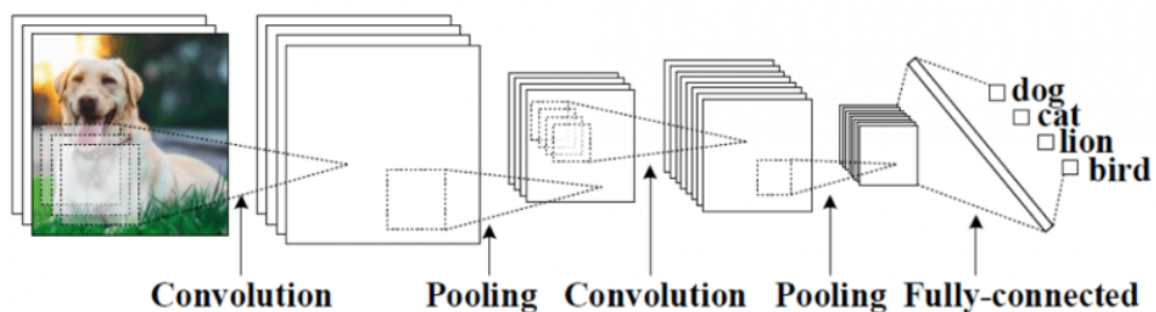 dog
cat
lion
bird
Convolution Pooling Convolution Pooling Fully-connected